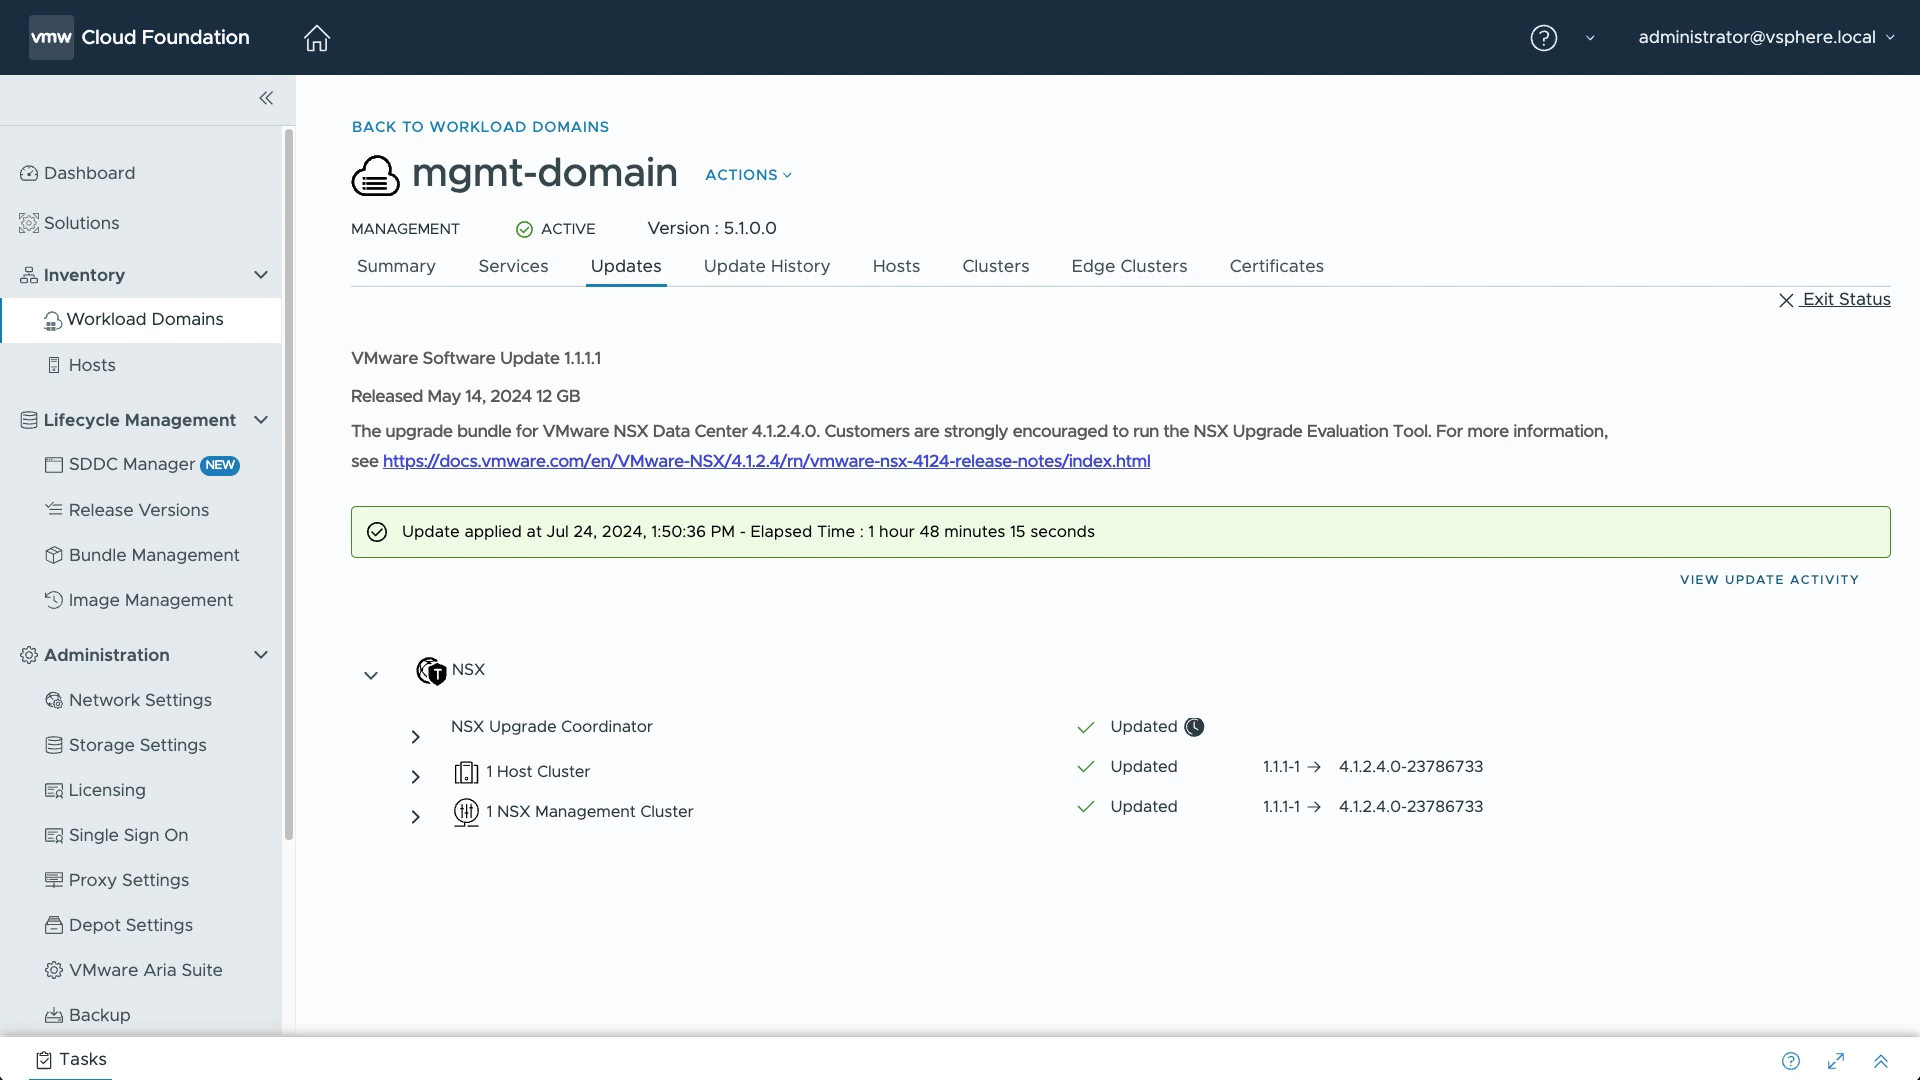 vmw Cloud Foundation
administrator@vsphere.local
Dashboard
Solutions
Inventory
Workload Domains
Hosts
Lifecycle Management
SDDC Manager NEW
Release Versions
Bundle Management
Image Management
Administration
Network Settings
Storage Settings
Licensing
Single Sign On
Proxy Settings
Depot Settings
VMware Aria Suite
Backup
BACK TO WORKLOAD DOMAINS
mgmt-domain ACTIONS
MANAGEMENT ACTIVE Version : 5.1.0.0
Summary Services Updates Update History Hosts Clusters Edge Clusters Certificates
Exit Status
VMware Software Update 1.1.1.1
Released May 14, 2024 12 GB
The upgrade bundle for VMware NSX Data Center 4.1.2.4.0. Customers are strongly encouraged to run the NSX Upgrade Evaluation Tool. For more information,
see https://docs.vmware.com/en/VMware-NSX/4.1.2.4/rn/vmware-nsx-4124-release-notes/index.html
Update applied at Jul 24, 2024, 1:50:36 PM - Elapsed Time : 1 hour 48 minutes 15 seconds
VIEW UPDATE ACTIVITY
NSX
NSX Upgrade Coordinator Updated
1 Host Cluster Updated 1.1.1-1 → 4.1.2.4.0-23786733
1 NSX Management Cluster Updated 1.1.1-1 → 4.1.2.4.0-23786733
Tasks